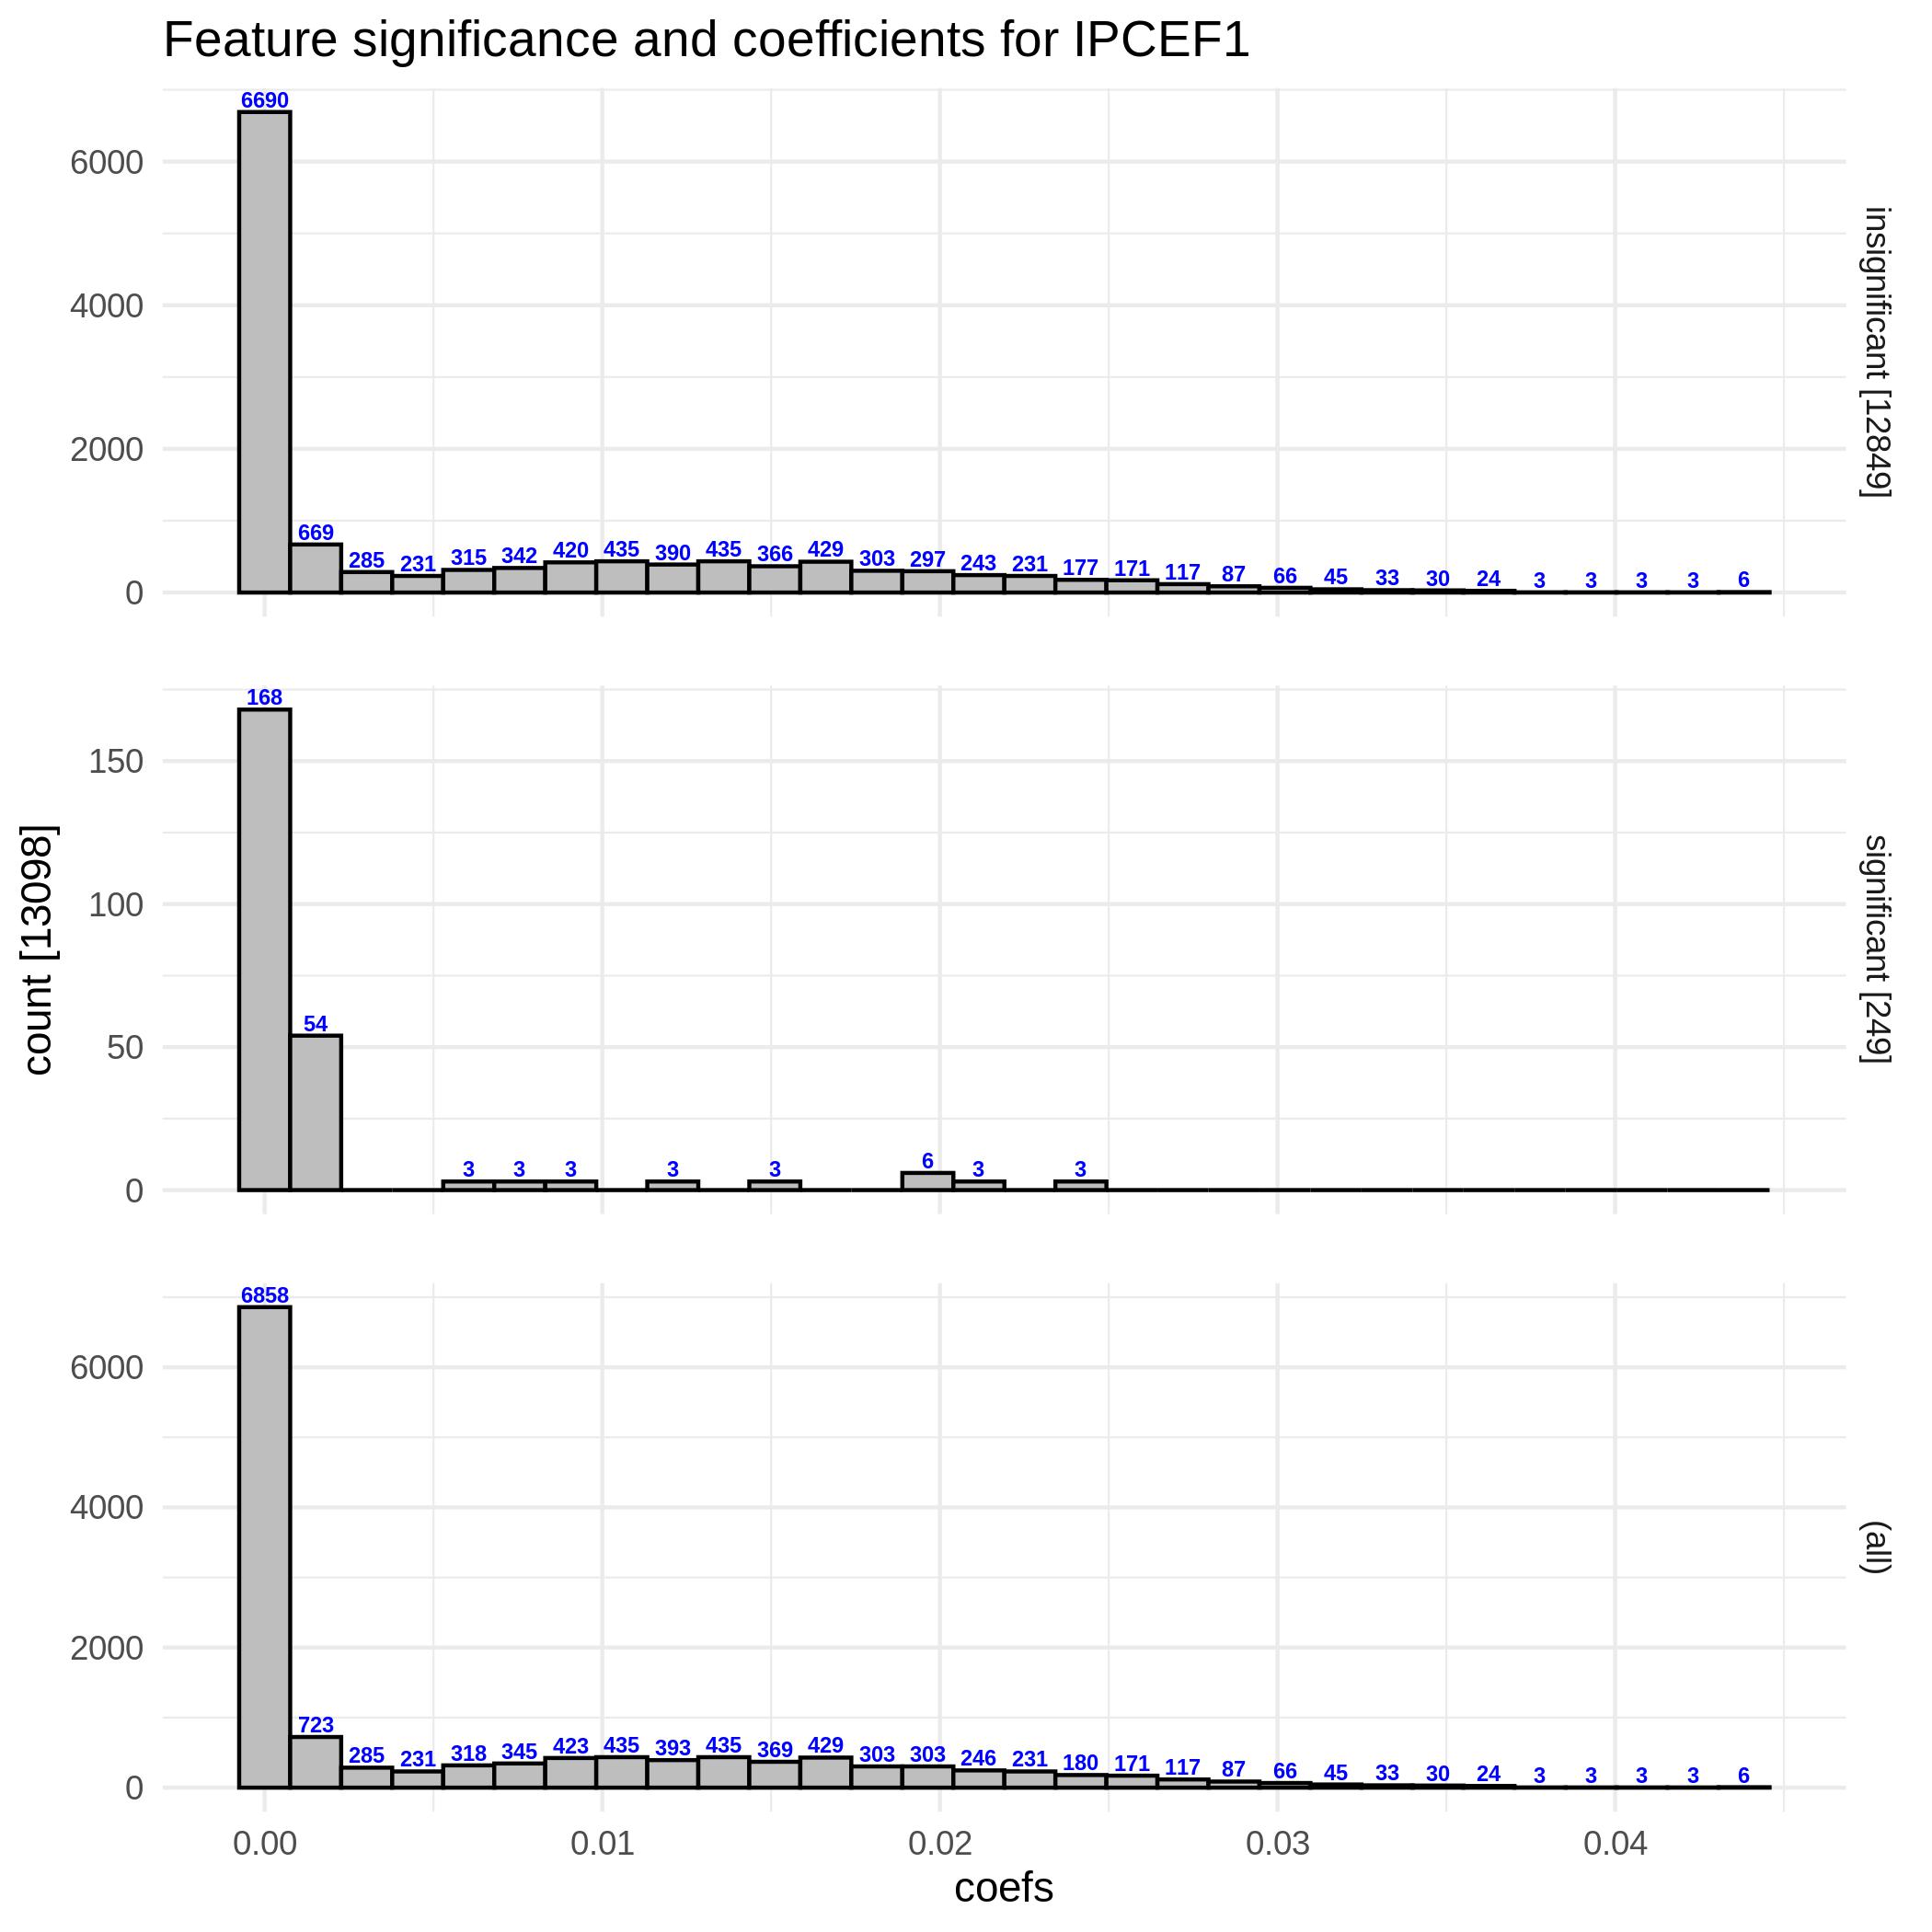 Feature significance and coefficients for IPCEF1
6690
6000
4000
2000
0
669 285 231 315 342 420 435 390 435 366 429 303 297 243 231 177 171 117 87 66 45 33 30 24 3 3 3 3 6
insignificant [12849]
168
150
100
50
0
54
3 3 3 3 3 6 3 3
significant [249]
count [13098]
6858
6000
4000
2000
0
723 285 231 318 345 423 435 393 435 369 429 303 303 246 231 180 171 117 87 66 45 33 30 24 3 3 3 3 6
(all)
0.00 0.01 0.02 0.03 0.04
coefs